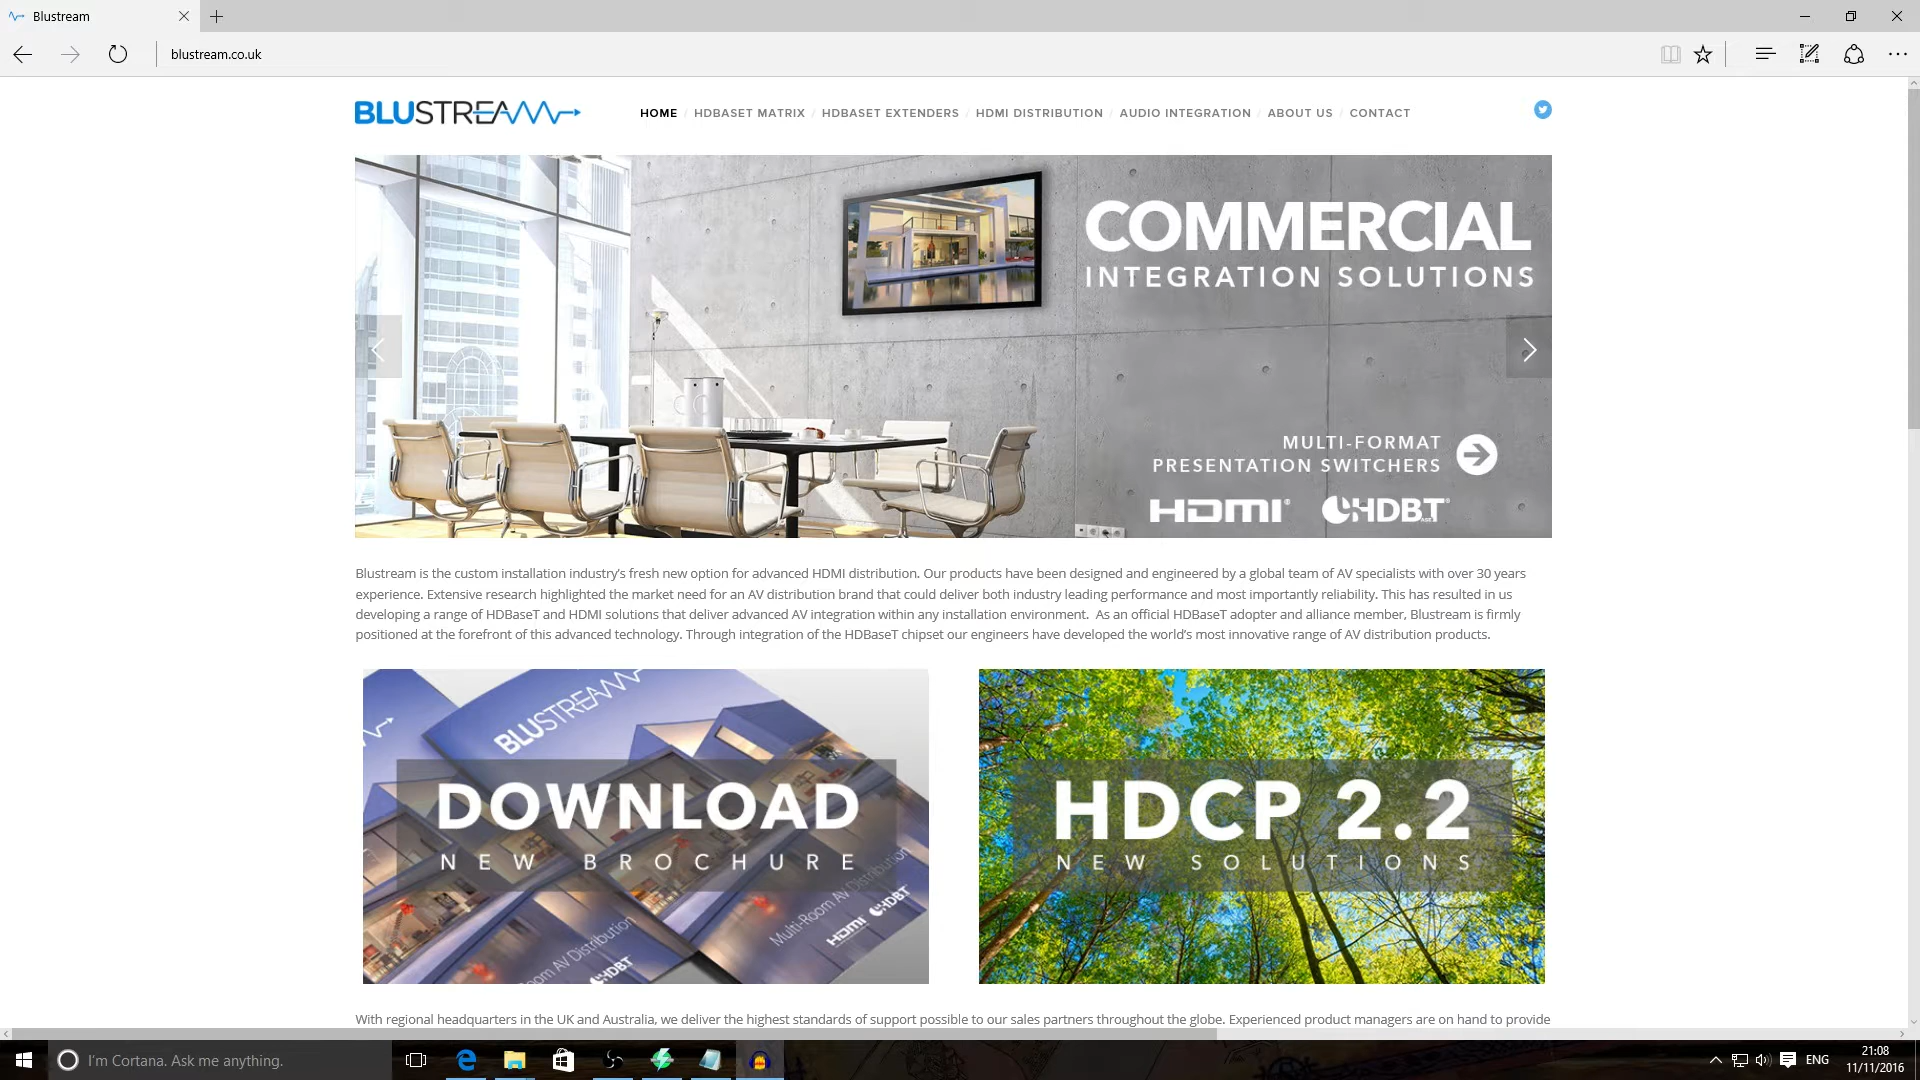 Blustream
blustream.co.uk
BLUSTREAM
HOME / HDBASET MATRIX / HDBASET EXTENDERS / HDMI DISTRIBUTION / AUDIO INTEGRATION / ABOUT US / CONTACT
COMMERCIAL
INTEGRATION SOLUTIONS
MULTI-FORMAT
PRESENTATION SWITCHERS
HDMI® HDBT®
Blustream is the custom installation industry’s fresh new option for advanced HDMI distribution. Our products have been designed and engineered by a global team of AV specialists with over 30 years
experience. Extensive research highlighted the market need for an AV distribution brand that could deliver both industry leading performance and most importantly reliability. This has resulted in us
developing a range of HDBaseT and HDMI solutions that deliver advanced AV integration within any installation environment.  As an official HDBaseT adopter and alliance member, Blustream is firmly
positioned at the forefront of this advanced technology. Through integration of the HDBaseT chipset our engineers have developed the world’s most innovative range of AV distribution products.
BLUSTREAM
DOWNLOAD
NEW BROCHURE
Multi-Room AV Distribution
HDMI HDBT
Room AV Distribution
HDBT
HDCP 2.2
NEW SOLUTIONS
With regional headquarters in the UK and Australia, we deliver the highest standards of support possible to our sales partners throughout the globe. Experienced product managers are on hand to provide
I'm Cortana. Ask me anything.
ENG
21:08
11/11/2016